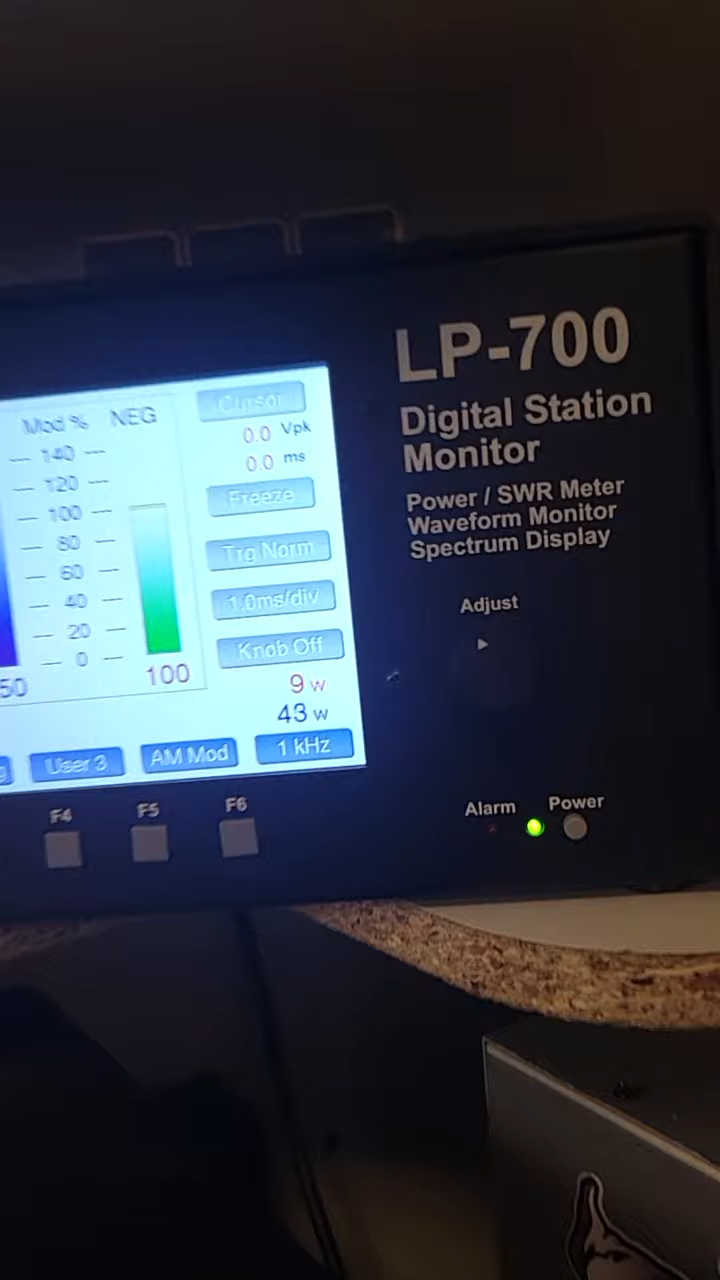 LP-700
Digital Station
Monitor
Power / SWR Meter
Waveform Monitor
Spectrum Display
Adjust
Mod % NEG
140
120
100
80
60
40
20
0
50
100
Cursor
0.0 Vpk
0.0 ms
Freeze
Trg Norm
1.0ms/div
Knob Off
9 w
43 w
User 3
AM Mod
1 kHz
F4
F5
F6
Alarm
Power